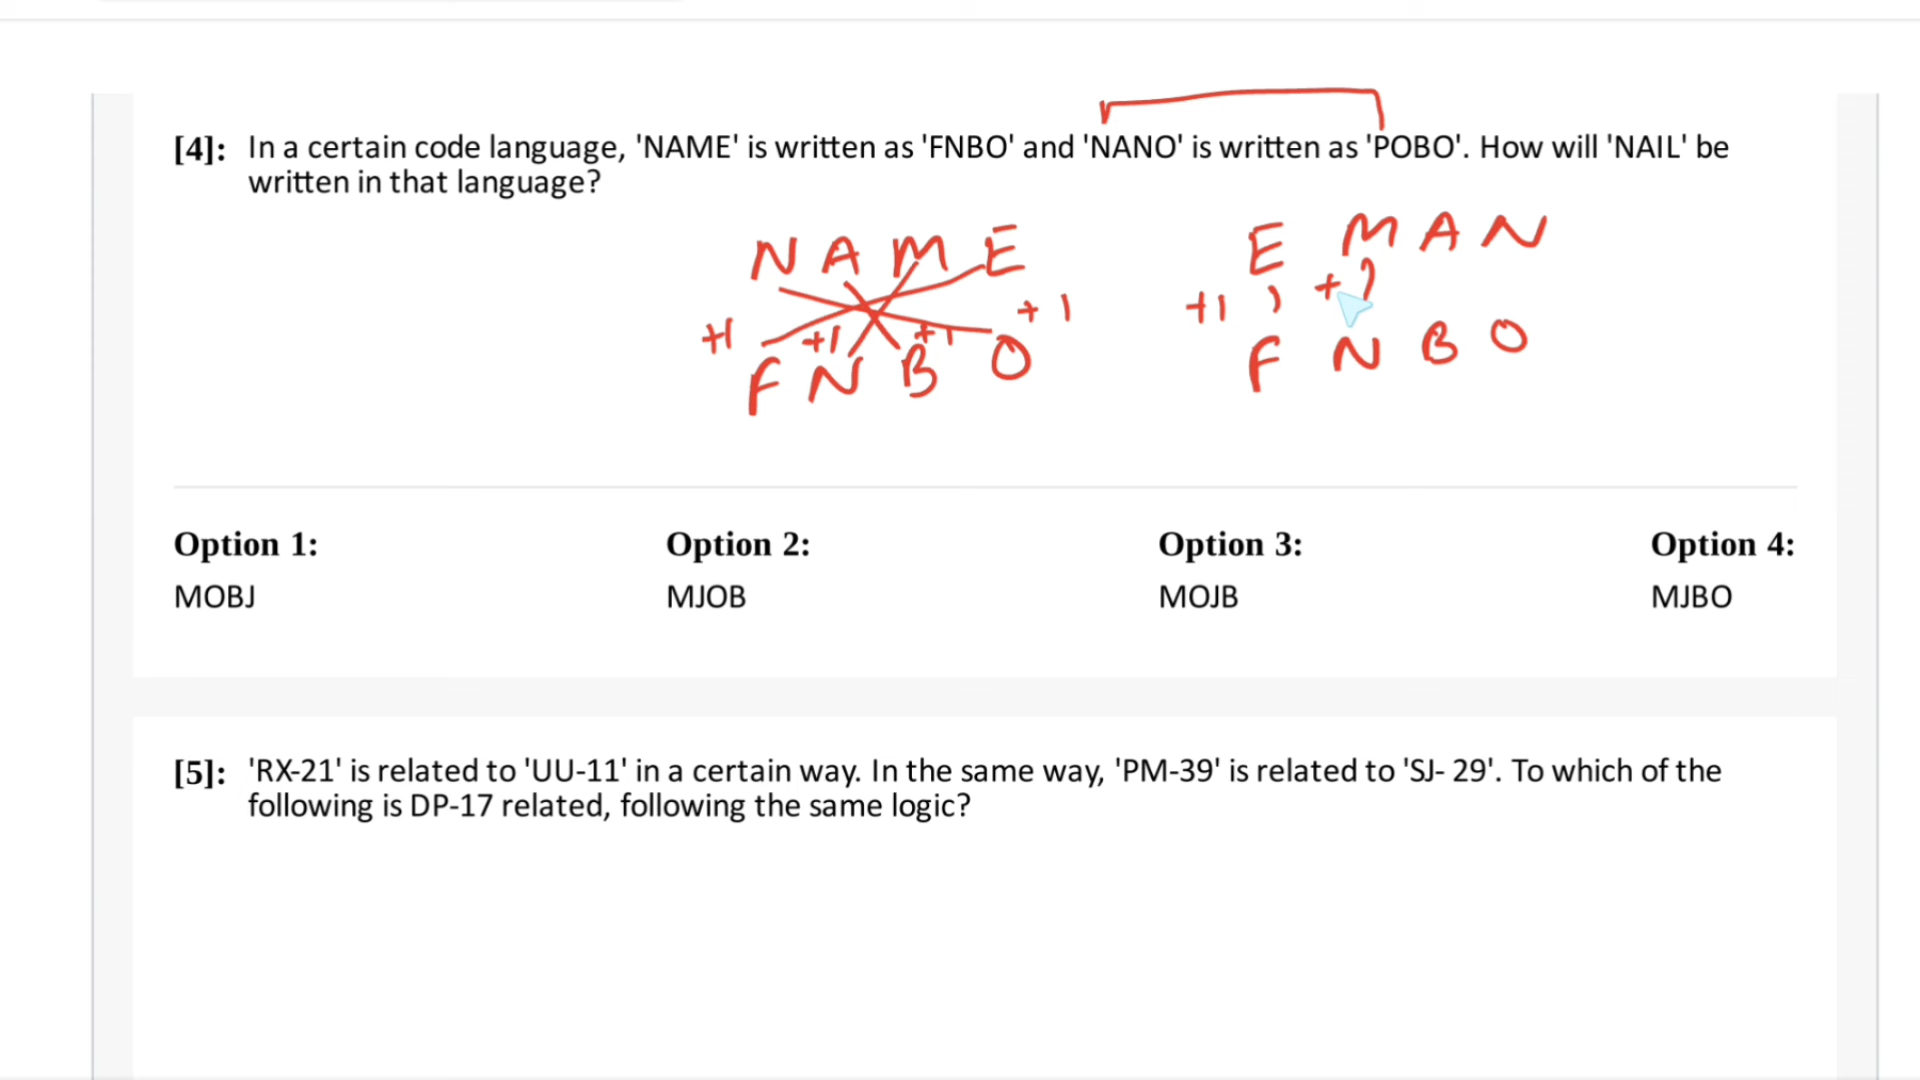 [4]: In a certain code language, 'NAME' is written as 'FNBO' and 'NANO' is written as 'POBO'. How will 'NAIL' be
written in that language?
N A M E
E M A N
+1 +1 +1 +1
+1 +
F N B O
F N B O
Option 1: Option 2: Option 3: Option 4:
MOBJ MJOB MOJB MJBO
[5]: 'RX-21' is related to 'UU-11' in a certain way. In the same way, 'PM-39' is related to 'SJ- 29'. To which of the
following is DP-17 related, following the same logic?